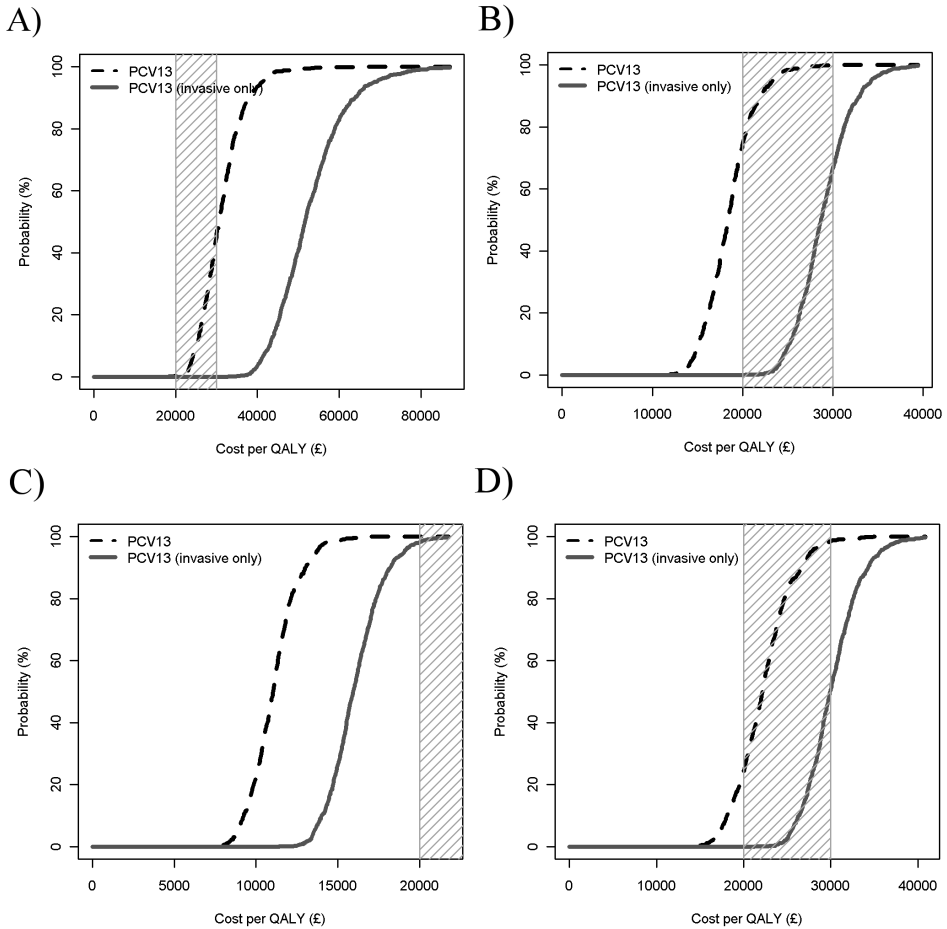 A)
PCV13
PCV13 (invasive only)
Probability (%)
0
20
40
60
80
100
0
20000
40000
60000
80000
Cost per QALY (£)
B)
PCV13
PCV13 (invasive only)
Probability (%)
0
20
40
60
80
100
0
10000
20000
30000
40000
Cost per QALY (£)
C)
PCV13
PCV13 (invasive only)
Probability (%)
0
20
40
60
80
100
0
5000
10000
15000
20000
Cost per QALY (£)
D)
PCV13
PCV13 (invasive only)
Probability (%)
0
20
40
60
80
100
0
10000
20000
30000
40000
Cost per QALY (£)